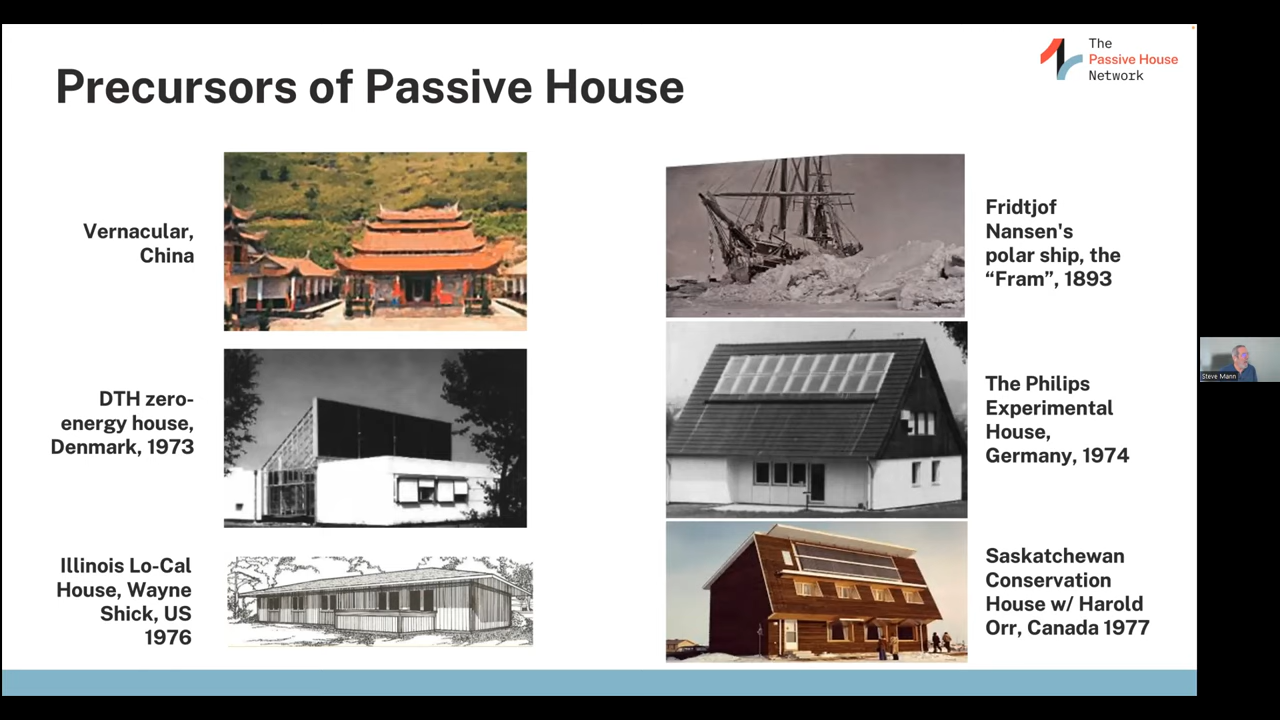 Precursors of Passive House
The
Passive House
Network
Vernacular,
China
Fridtjof
Nansen's
polar ship, the
“Fram”, 1893
DTH zero-
energy house,
Denmark, 1973
The Philips
Experimental
House,
Germany, 1974
Illinois Lo-Cal
House, Wayne
Shick, US
1976
Saskatchewan
Conservation
House w/ Harold
Orr, Canada 1977
Steve Mann